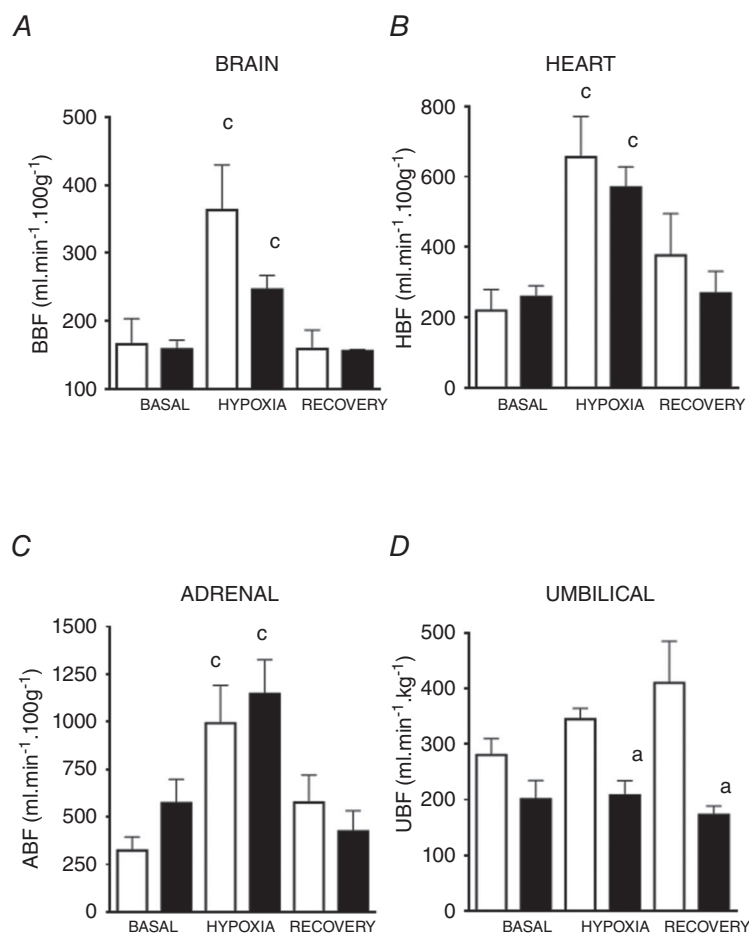 A
BRAIN
BBF (ml.min⁻¹.100g⁻¹)
500
400
300
160
100
c
c
BASAL HYPOXIA RECOVERY
B
HEART
HBF (ml.min⁻¹.100g⁻¹)
800
600
400
200
0
c
c
BASAL HYPOXIA RECOVERY
C
ADRENAL
ABF (ml.min⁻¹.100g⁻¹)
1500
1250
1000
750
500
250
0
c
c
BASAL HYPOXIA RECOVERY
D
UMBILICAL
UBF (ml.min⁻¹.kg⁻¹)
500
400
300
200
100
0
a
a
BASAL HYPOXIA RECOVERY